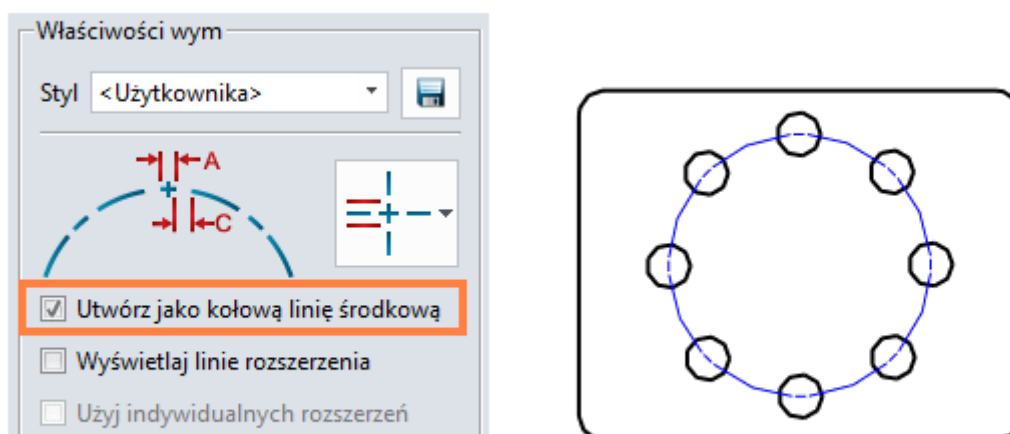 Właściwości wym
Styl <Użytkownika>
A
C
Utwórz jako kołową linię środkową
Wyświetlaj linie rozszerzenia
Użyj indywidualnych rozszerzeń